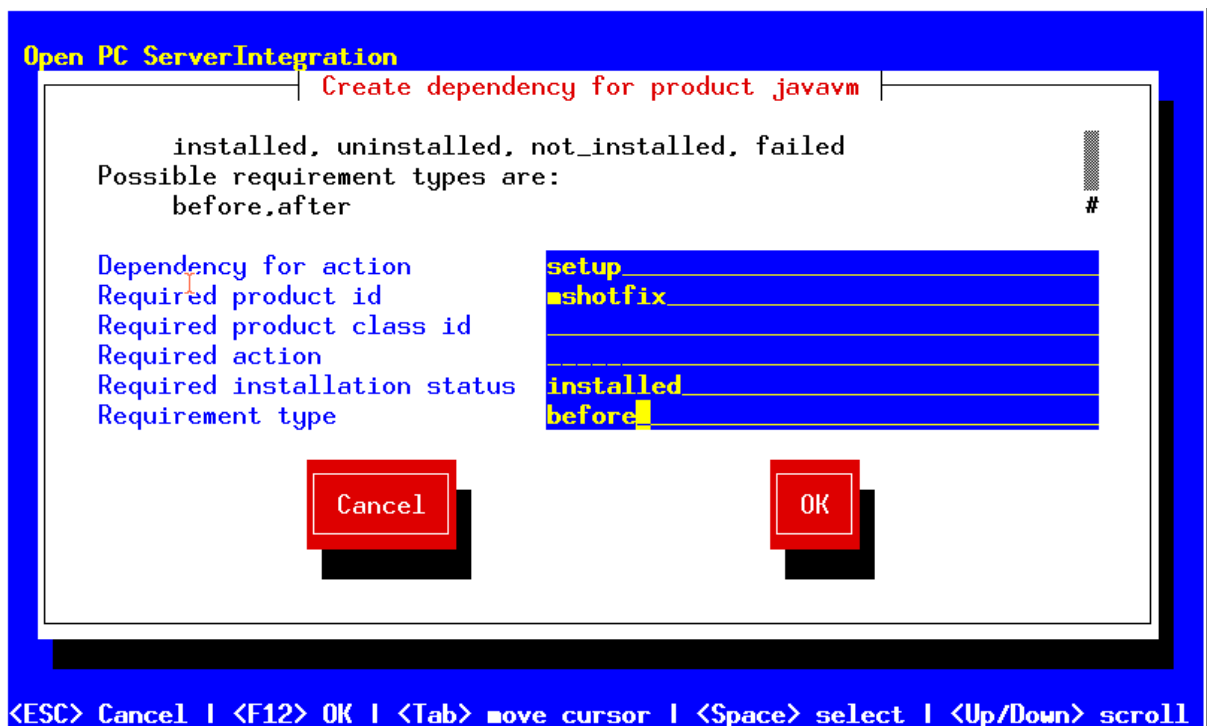 Open PC ServerIntegration
Create dependency for product javavm
installed, uninstalled, not_installed, failed
Possible requirement types are:
before,after
#
Dependency for action setup
Required product id mshotfix
Required product class id
Required action
Required installation status installed
Requirement type before
Cancel OK
<ESC> Cancel | <F12> OK | <Tab> move cursor | <Space> select | <Up/Down> scroll